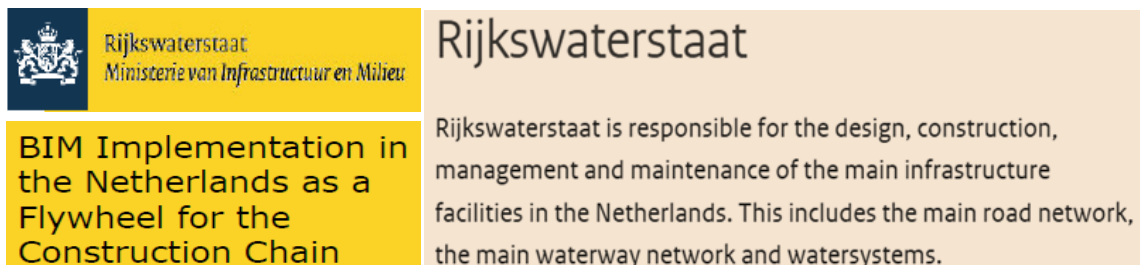 Rijkswaterstaat
Ministerie van Infrastructuur en Milieu
BIM Implementation in
the Netherlands as a
Flywheel for the
Construction Chain
Rijkswaterstaat
Rijkswaterstaat is responsible for the design, construction,
management and maintenance of the main infrastructure
facilities in the Netherlands. This includes the main road network,
the main waterway network and watersystems.